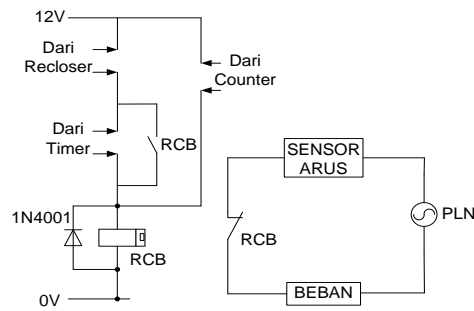 12V
Dari
Recloser
Dari
Counter
Dari
Timer
RCB
1N4001
RCB
0V
SENSOR
ARUS
PLN
RCB
BEBAN